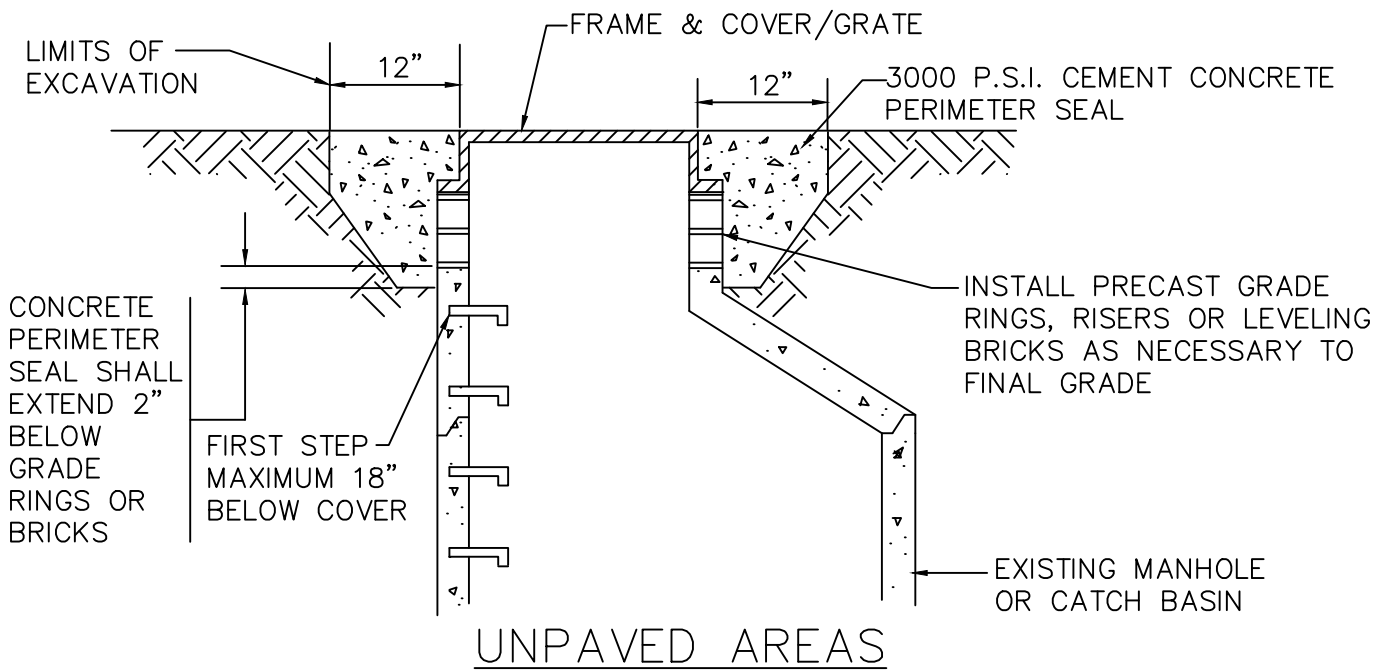 FRAME & COVER/GRATE
LIMITS OF
EXCAVATION
12”
12”
3000 P.S.I. CEMENT CONCRETE
PERIMETER SEAL
CONCRETE
PERIMETER
SEAL SHALL
EXTEND 2”
BELOW
GRADE
RINGS OR
BRICKS
FIRST STEP
MAXIMUM 18”
BELOW COVER
INSTALL PRECAST GRADE
RINGS, RISERS OR LEVELING
BRICKS AS NECESSARY TO
FINAL GRADE
EXISTING MANHOLE
OR CATCH BASIN
UNPAVED AREAS